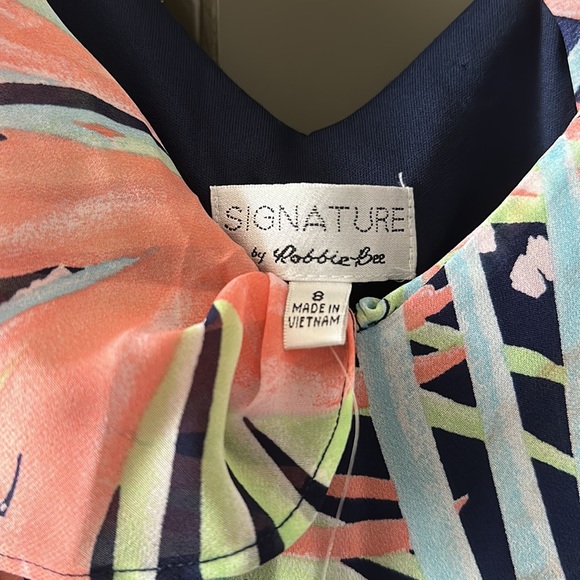 SIGNATURE
by Robbie Bee
8
MADE IN
VIETNAM